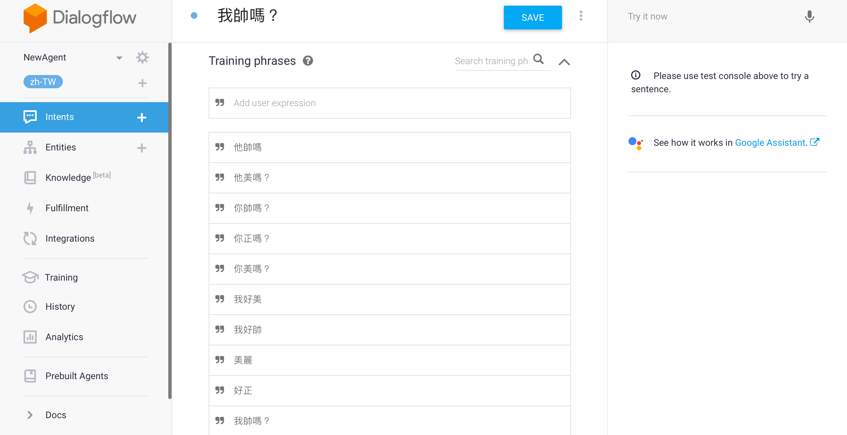 Dialogflow
我帥嗎？
SAVE
Try it now
NewAgent
zh-TW
Intents
Entities
Knowledge [beta]
Fulfillment
Integrations
Training
History
Analytics
Prebuilt Agents
Docs
Training phrases
Search training ph
Add user expression
他帥嗎
他美嗎？
你帥嗎？
你正嗎？
你美嗎？
我好美
我好帥
美麗
好正
我帥嗎？
Please use test console above to try a
sentence.
See how it works in Google Assistant.